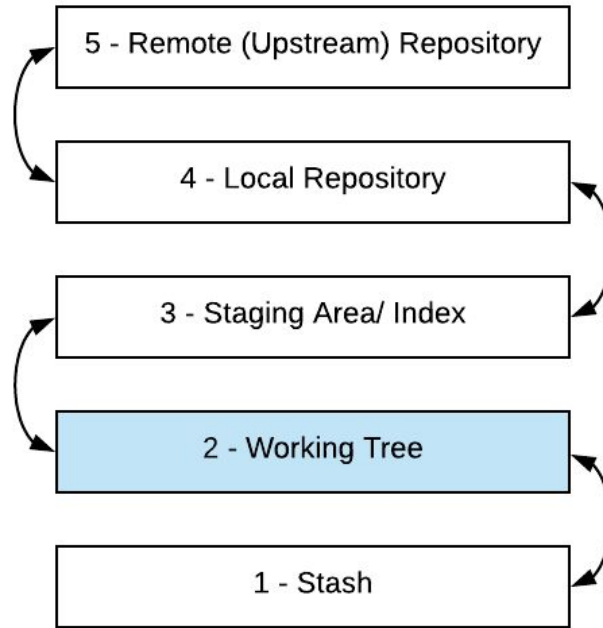 5 - Remote (Upstream) Repository
4 - Local Repository
3 - Staging Area/ Index
2 - Working Tree
1 - Stash